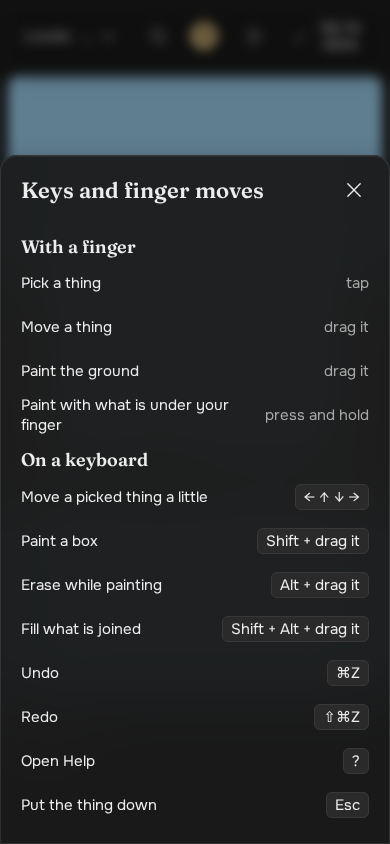 Keys and finger moves
With a finger
Pick a thing tap
Move a thing drag it
Paint the ground drag it
Paint with what is under your finger press and hold
On a keyboard
Move a picked thing a little ← ↑ ↓ →
Paint a box Shift + drag it
Erase while painting Alt + drag it
Fill what is joined Shift + Alt + drag it
Undo ⌘Z
Redo ⇧⌘Z
Open Help ?
Put the thing down Esc